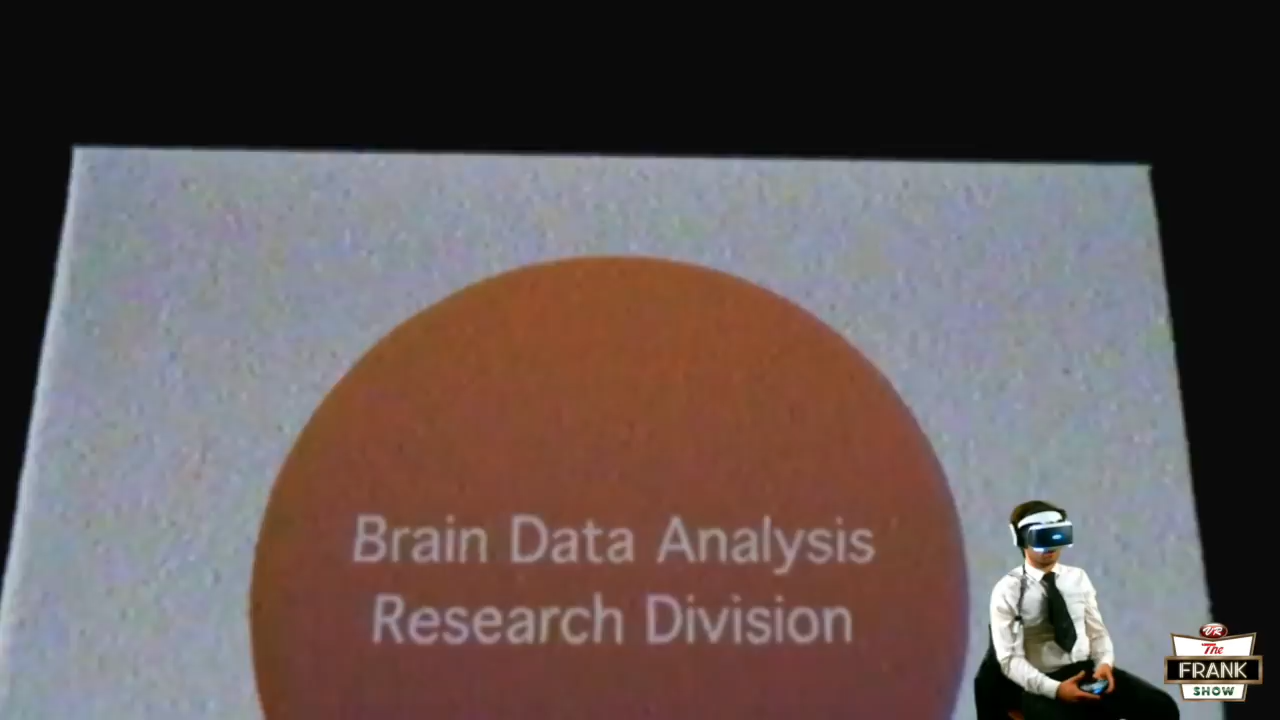 Brain Data Analysis
Research Division
VR
The
FRANK
SHOW